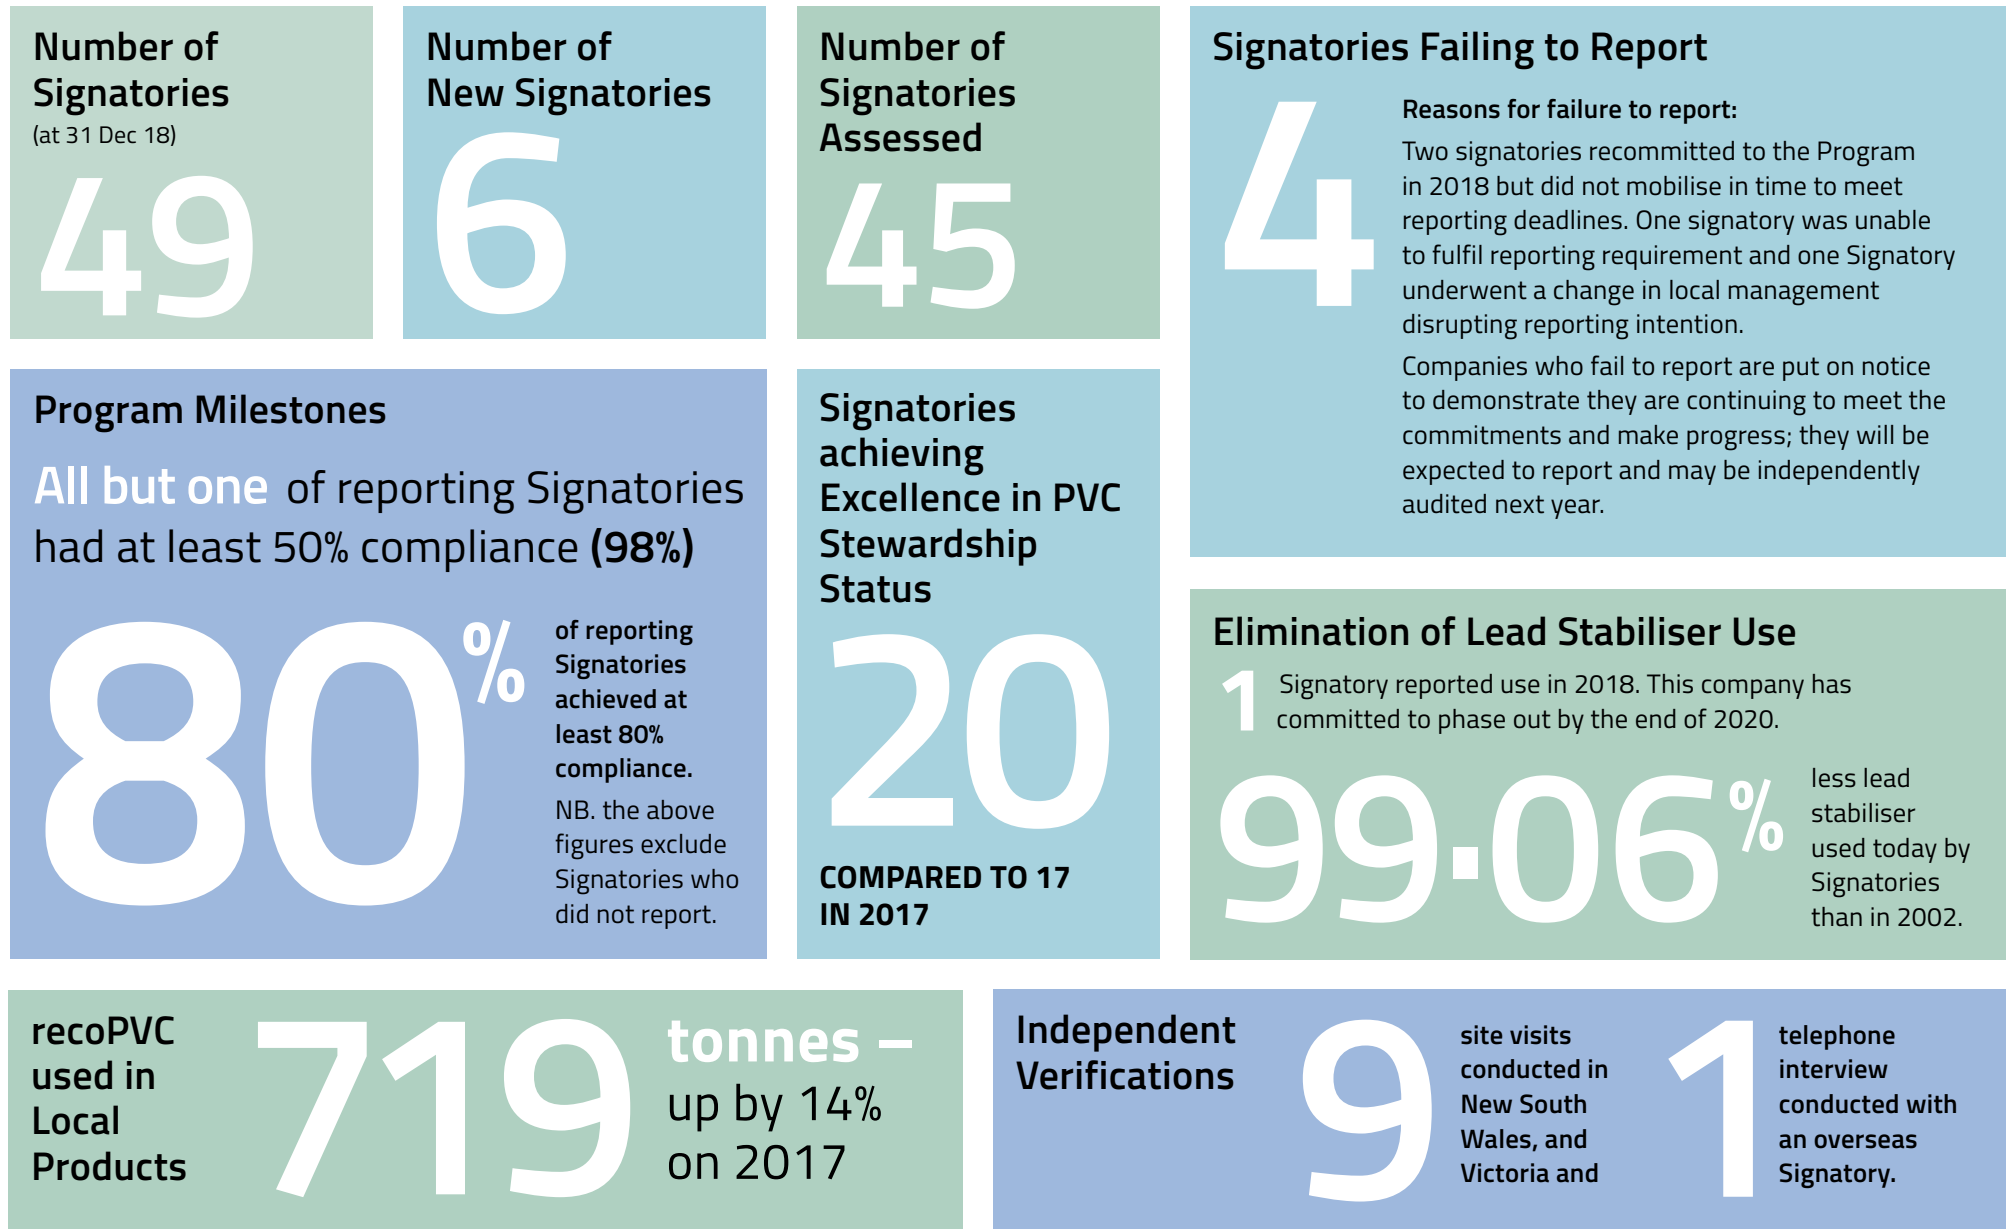 Number of
Signatories
(at 31 Dec 18)
49
Number of
New Signatories
6
Number of
Signatories
Assessed
45
Signatories Failing to Report
4
Reasons for failure to report:
Two signatories recommitted to the Program
in 2018 but did not mobilise in time to meet
reporting deadlines. One signatory was unable
to fulfil reporting requirement and one Signatory
underwent a change in local management
disrupting reporting intention.
Companies who fail to report are put on notice
to demonstrate they are continuing to meet the
commitments and make progress; they will be
expected to report and may be independently
audited next year.
Program Milestones
All but one of reporting Signatories
had at least 50% compliance (98%)
80%
of reporting
Signatories
achieved at
least 80%
compliance.
NB. the above
figures exclude
Signatories who
did not report.
Signatories
achieving
Excellence in PVC
Stewardship
Status
20
COMPARED TO 17
IN 2017
Elimination of Lead Stabiliser Use
1 Signatory reported use in 2018. This company has
committed to phase out by the end of 2020.
99·06%
less lead
stabiliser
used today by
Signatories
than in 2002.
recoPVC
used in
Local
Products
719
tonnes –
up by 14%
on 2017
Independent
Verifications
9
site visits
conducted in
New South
Wales, and
Victoria and
1
telephone
interview
conducted with
an overseas
Signatory.